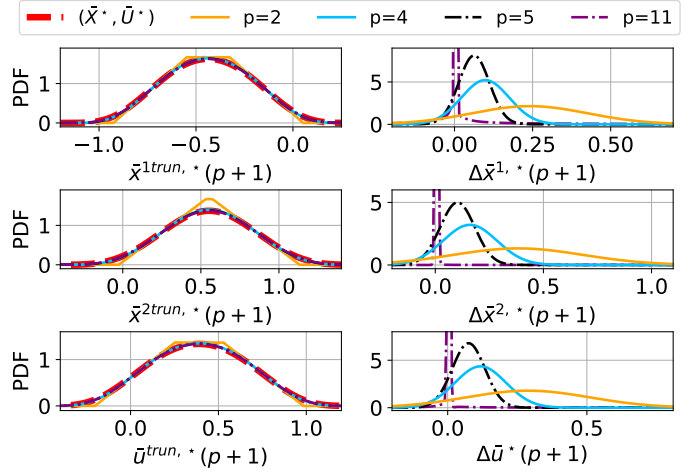 (X̄⋆, Ū⋆) p=2 p=4 p=5 p=11
PDF 1 0 −1.0 −0.5 0.0
x̄¹ᵗʳᵘⁿ, ⋆(p + 1)
5 0 0.00 0.25 0.50
Δx̄¹, ⋆(p + 1)
PDF 1 0 0.0 0.5 1.0
x̄²ᵗʳᵘⁿ, ⋆(p + 1)
5 0 0.0 0.5 1.0
Δx̄², ⋆(p + 1)
PDF 1 0 0.0 0.5 1.0
ūᵗʳᵘⁿ, ⋆(p + 1)
5 0 0.0 0.5
Δū⋆(p + 1)